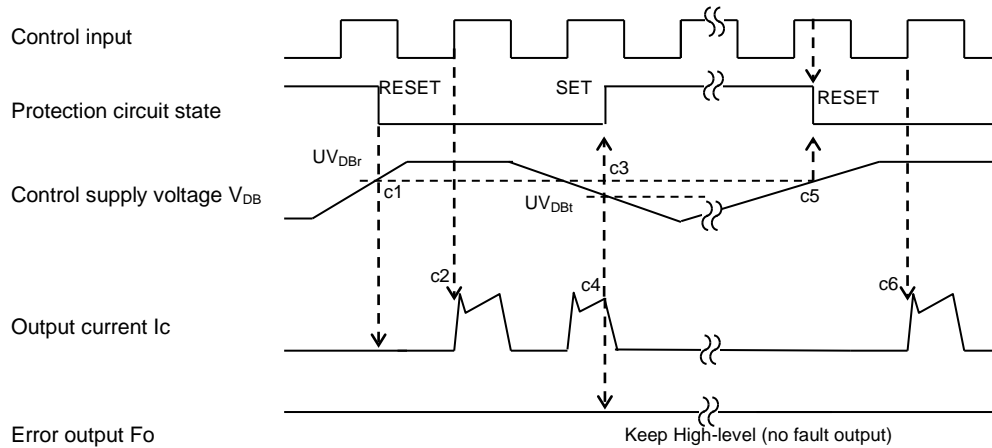 Control input
Protection circuit state
RESET
SET
RESET
UVDBr
c3
Control supply voltage VDB
c1
UVDBt
c5
c2
c4
c6
Output current Ic
Error output Fo
Keep High-level (no fault output)